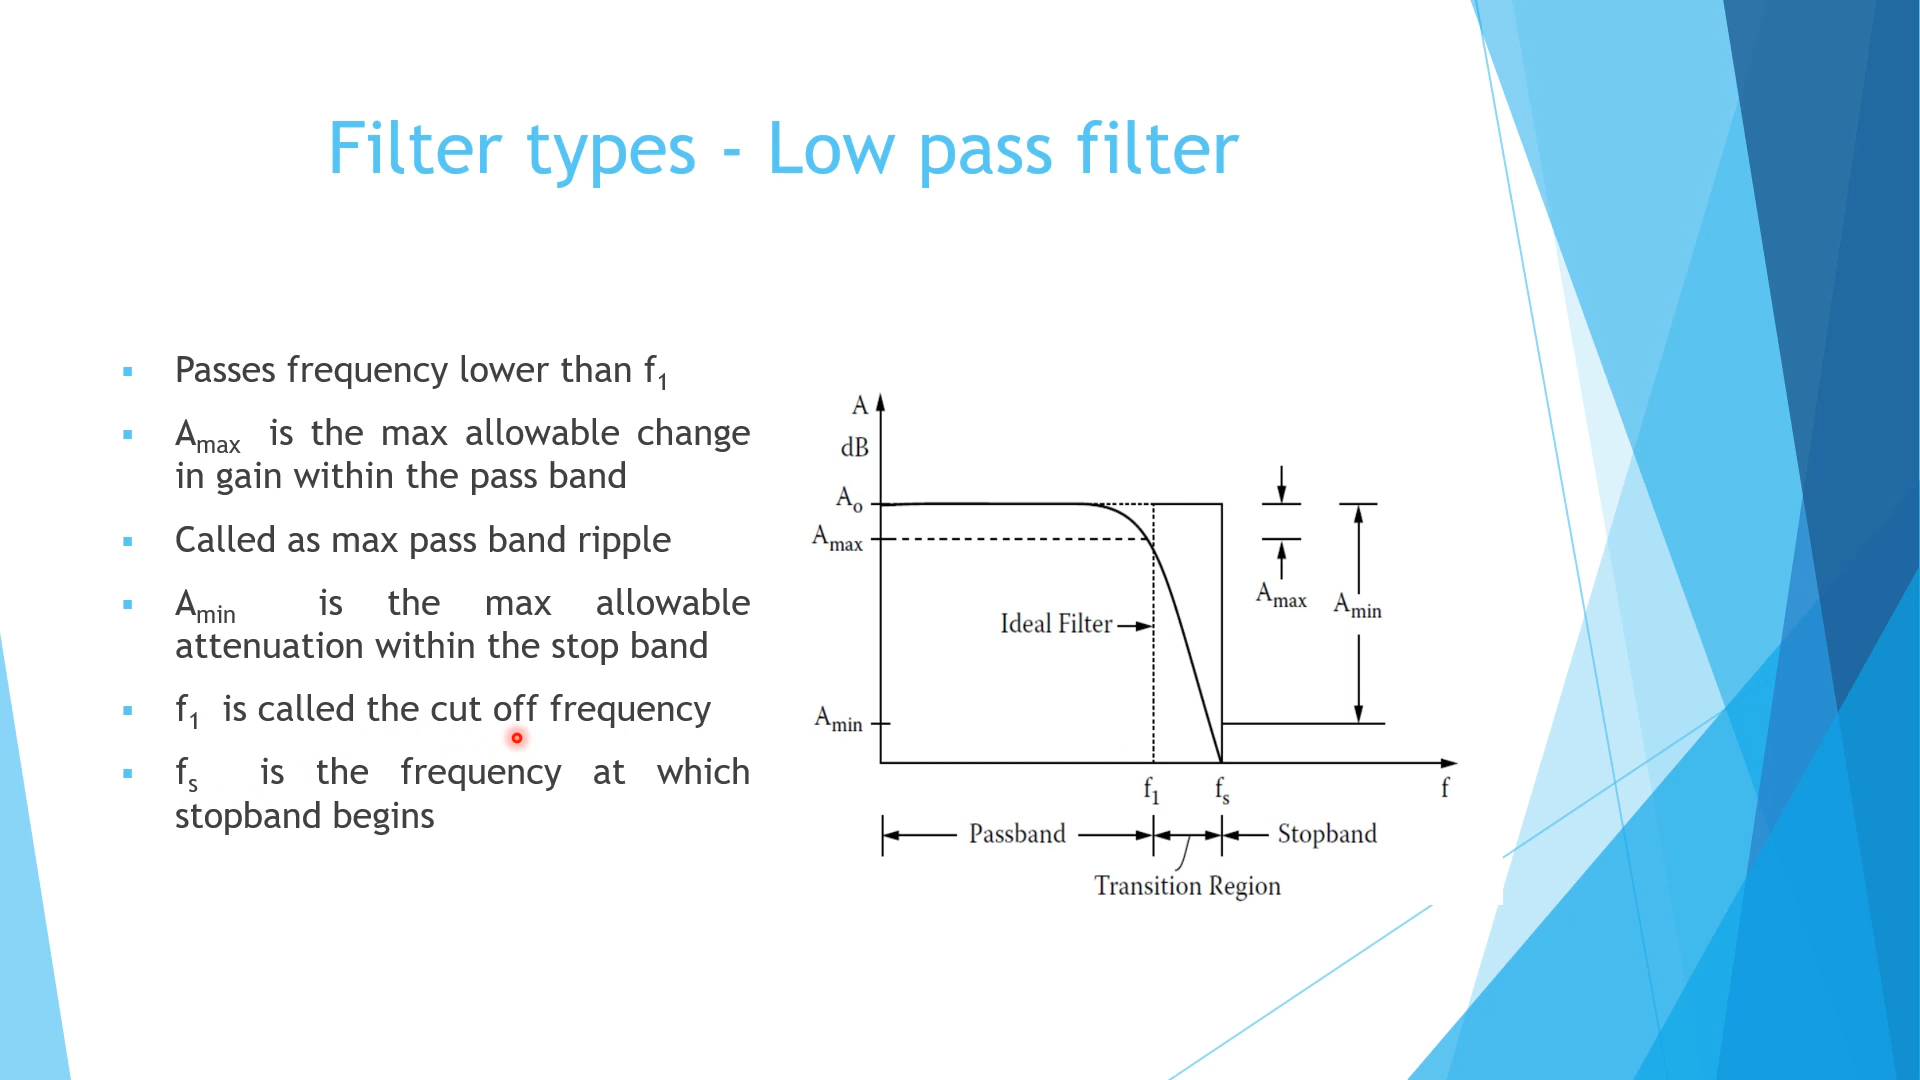 Filter types - Low pass filter
Passes frequency lower than f1
Amax is the max allowable change
in gain within the pass band
Called as max pass band ripple
Amin is the max allowable
attenuation within the stop band
f1 is called the cut off frequency
fs is the frequency at which
stopband begins
A
dB
Ao
Amax
Amin
Ideal Filter
Amax
Amin
f1
fs
f
Passband
Stopband
Transition Region